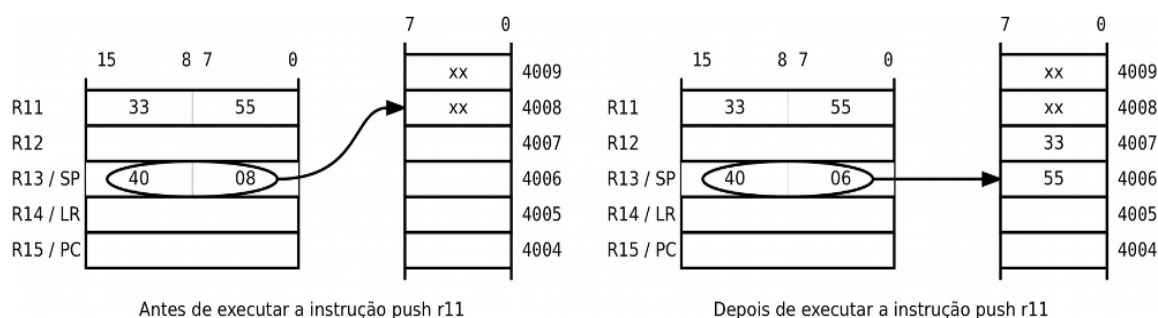 7 0
15 8 7 0
xx 4009
R11 33 55 xx 4008
R12 4007
R13 / SP 40 08 4006
R14 / LR 4005
R15 / PC 4004
Antes de executar a instrução push r11
7 0
15 8 7 0
xx 4009
R11 33 55 xx 4008
R12 33 4007
R13 / SP 40 06 55 4006
R14 / LR 4005
R15 / PC 4004
Depois de executar a instrução push r11